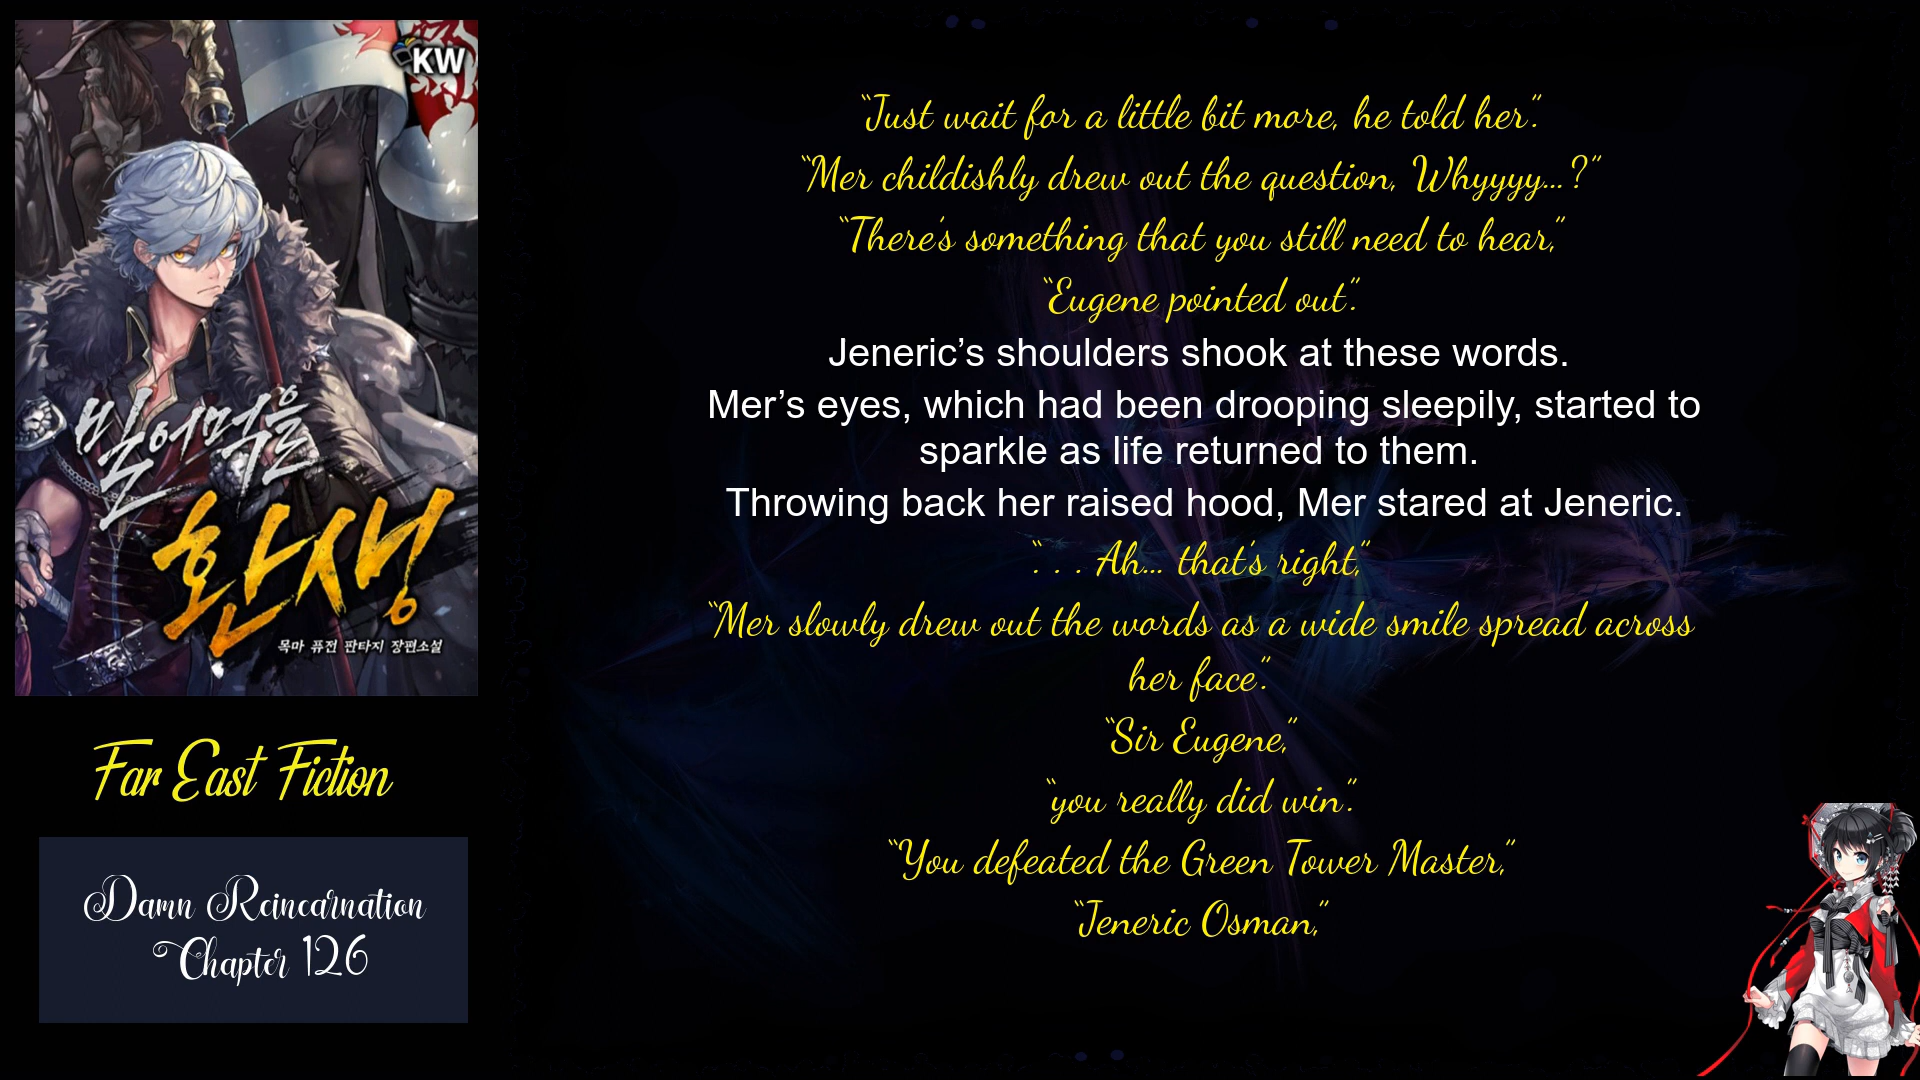 KW
빌어먹을
환생
목마 퓨전 판타지 장편소설
Far East Fiction
Damn Reincarnation
Chapter 126
“Just wait for a little bit more, he told her”.
“Mer childishly drew out the question, Whyyyy…?”
“There’s something that you still need to hear,”
“Eugene pointed out”.
Jeneric’s shoulders shook at these words.
Mer’s eyes, which had been drooping sleepily, started to
sparkle as life returned to them.
Throwing back her raised hood, Mer stared at Jeneric.
“. . . Ah… that’s right,”
“Mer slowly drew out the words as a wide smile spread across
her face”.
“Sir Eugene,”
“you really did win”.
“You defeated the Green Tower Master,”
“Jeneric Osman,”